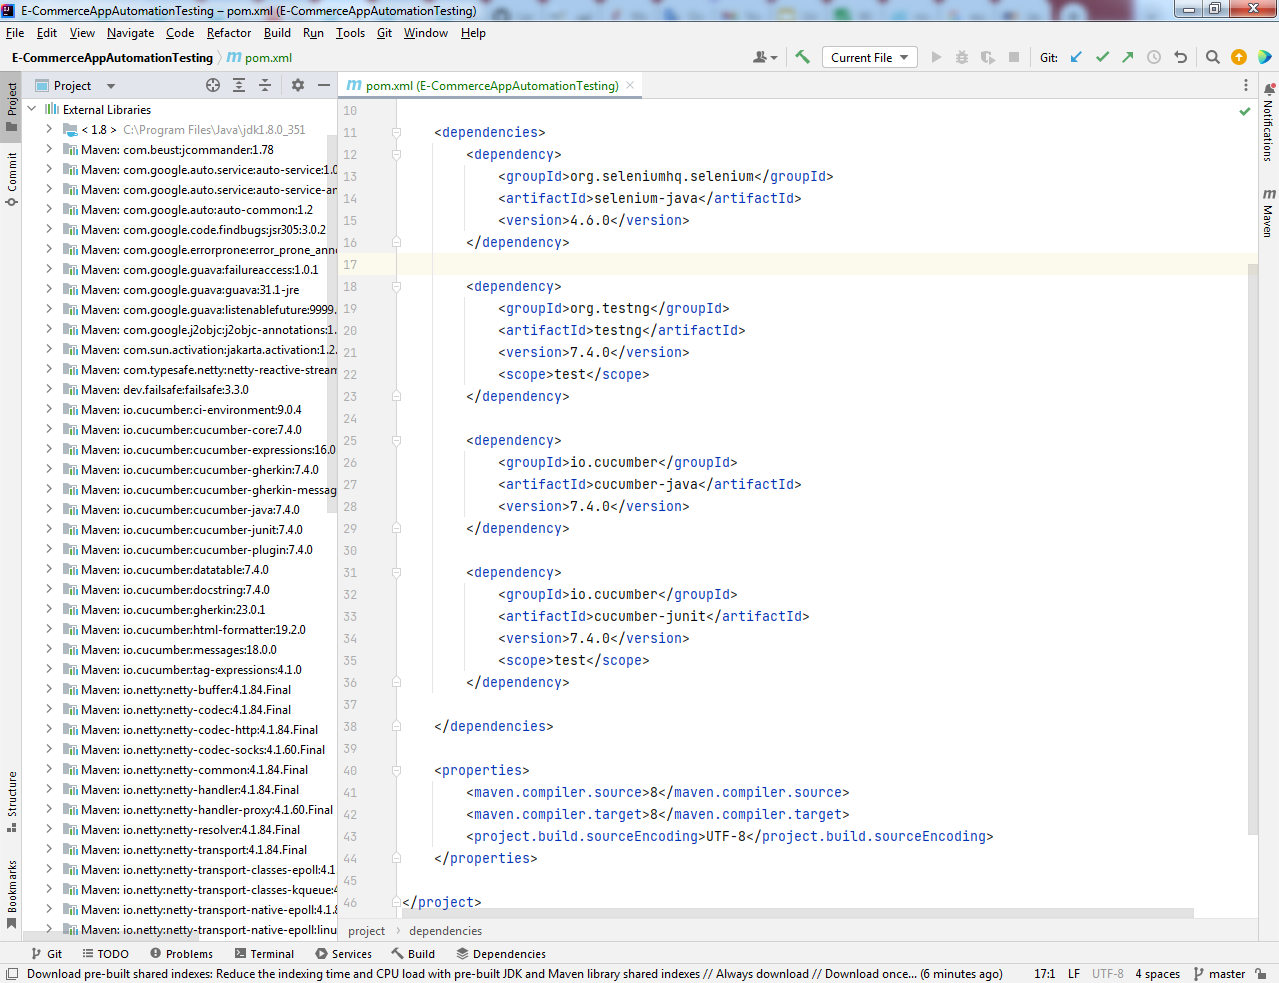 E-CommerceAppAutomationTesting – pom.xml (E-CommerceAppAutomationTesting)
File Edit View Navigate Code Refactor Build Run Tools Git Window Help
E-CommerceAppAutomationTesting pom.xml
Current File
Git:
Project
pom.xml (E-CommerceAppAutomationTesting)
Project
Commit
Structure
Bookmarks
External Libraries
< 1.8 > C:\Program Files\Java\jdk1.8.0_351
Maven: com.beust:jcommander:1.78
Maven: com.google.auto.service:auto-service:1.0
Maven: com.google.auto.service:auto-service-an
Maven: com.google.auto:auto-common:1.2
Maven: com.google.code.findbugs:jsr305:3.0.2
Maven: com.google.errorprone:error_prone_ann
Maven: com.google.guava:failureaccess:1.0.1
Maven: com.google.guava:guava:31.1-jre
Maven: com.google.guava:listenablefuture:9999.
Maven: com.google.j2objc:j2objc-annotations:1.
Maven: com.sun.activation:jakarta.activation:1.2.
Maven: com.typesafe.netty:netty-reactive-stream
Maven: dev.failsafe:failsafe:3.3.0
Maven: io.cucumber:ci-environment:9.0.4
Maven: io.cucumber:cucumber-core:7.4.0
Maven: io.cucumber:cucumber-expressions:16.0
Maven: io.cucumber:cucumber-gherkin:7.4.0
Maven: io.cucumber:cucumber-gherkin-messag
Maven: io.cucumber:cucumber-java:7.4.0
Maven: io.cucumber:cucumber-junit:7.4.0
Maven: io.cucumber:cucumber-plugin:7.4.0
Maven: io.cucumber:datatable:7.4.0
Maven: io.cucumber:docstring:7.4.0
Maven: io.cucumber:gherkin:23.0.1
Maven: io.cucumber:html-formatter:19.2.0
Maven: io.cucumber:messages:18.0.0
Maven: io.cucumber:tag-expressions:4.1.0
Maven: io.netty:netty-buffer:4.1.84.Final
Maven: io.netty:netty-codec:4.1.84.Final
Maven: io.netty:netty-codec-http:4.1.84.Final
Maven: io.netty:netty-codec-socks:4.1.60.Final
Maven: io.netty:netty-common:4.1.84.Final
Maven: io.netty:netty-handler:4.1.84.Final
Maven: io.netty:netty-handler-proxy:4.1.60.Final
Maven: io.netty:netty-resolver:4.1.84.Final
Maven: io.netty:netty-transport:4.1.84.Final
Maven: io.netty:netty-transport-classes-epoll:4.1
Maven: io.netty:netty-transport-classes-kqueue:4
Maven: io.netty:netty-transport-native-epoll:4.1.8
Maven: io.netty:netty-transport-native-epoll:linu
10
11 <dependencies>
12 <dependency>
13 <groupId>org.seleniumhq.selenium</groupId>
14 <artifactId>selenium-java</artifactId>
15 <version>4.6.0</version>
16 </dependency>
17
18 <dependency>
19 <groupId>org.testng</groupId>
20 <artifactId>testng</artifactId>
21 <version>7.4.0</version>
22 <scope>test</scope>
23 </dependency>
24
25 <dependency>
26 <groupId>io.cucumber</groupId>
27 <artifactId>cucumber-java</artifactId>
28 <version>7.4.0</version>
29 </dependency>
30
31 <dependency>
32 <groupId>io.cucumber</groupId>
33 <artifactId>cucumber-junit</artifactId>
34 <version>7.4.0</version>
35 <scope>test</scope>
36 </dependency>
37
38 </dependencies>
39
40 <properties>
41 <maven.compiler.source>8</maven.compiler.source>
42 <maven.compiler.target>8</maven.compiler.target>
43 <project.build.sourceEncoding>UTF-8</project.build.sourceEncoding>
44 </properties>
45
46 </project>
Notifications
Maven
project dependencies
Git TODO Problems Terminal Services Build Dependencies
Download pre-built shared indexes: Reduce the indexing time and CPU load with pre-built JDK and Maven library shared indexes // Always download // Download once... (6 minutes ago) 17:1 LF UTF-8 4 spaces master